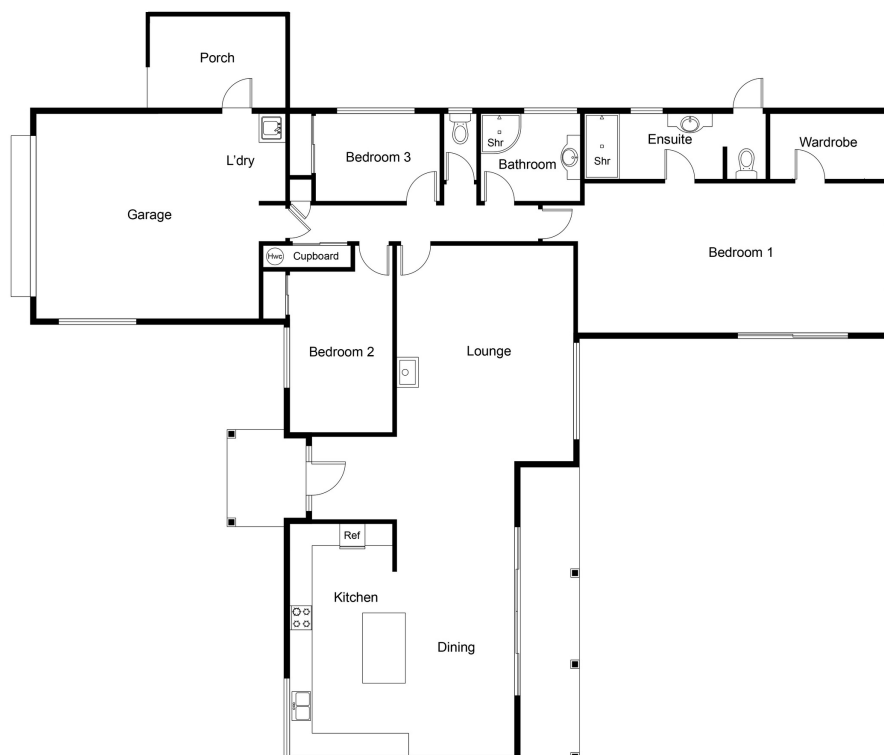 Porch
L'dry
Garage
Bedroom 3
Shr
Bathroom
Shr
Ensuite
Wardrobe
Hwc
Cupboard
Bedroom 1
Bedroom 2
Lounge
Ref
Kitchen
Dining